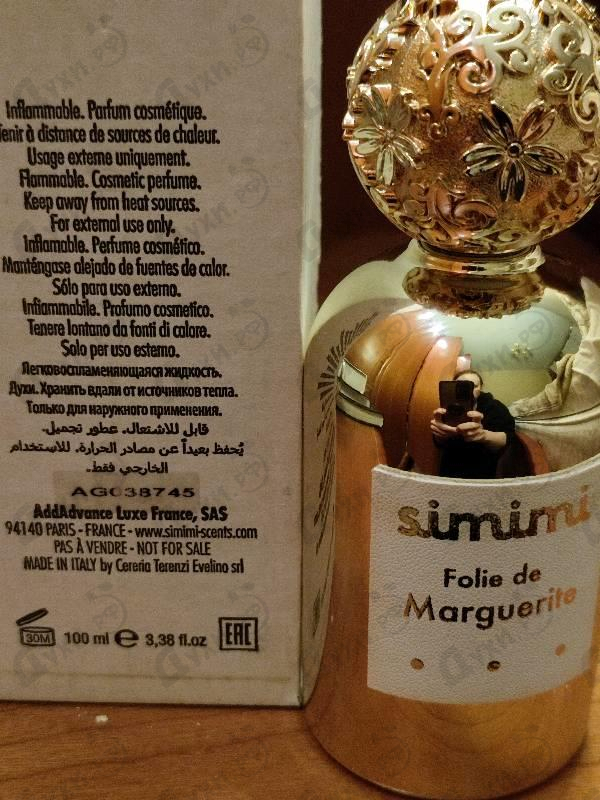 Inflammable. Parfum cosmétique.
enir à distance de sources de chaleur.
Usage externe uniquement.
Flammable. Cosmetic perfume.
Keep away from heat sources.
For external use only.
Inflamable. Perfume cosmético.
Manténgase alejado de fuentes de calor.
Sólo para uso externo.
Infiammabile. Profumo cosmetico.
Tenere lontano da fonti di calore.
Solo per uso esterno.
Легковоспламеняющаяся жидкость.
Духи. Хранить вдали от источников тепла.
Только для наружного применения.
قابل للاشتعال. عطور تجميل.
يُحفظ بعيداً عن مصادر الحرارة. للاستخدام
الخارجي فقط.
AG038745
AddAdvance Luxe France, SAS
94140 PARIS - FRANCE - www.simimi-scents.com
PAS À VENDRE - NOT FOR SALE
MADE IN ITALY by Cereria Terenzi Evelino srl
30M 100 ml e 3,38 fl.oz EAC
simimi
Folie de
Marguerite
Духи.РФ